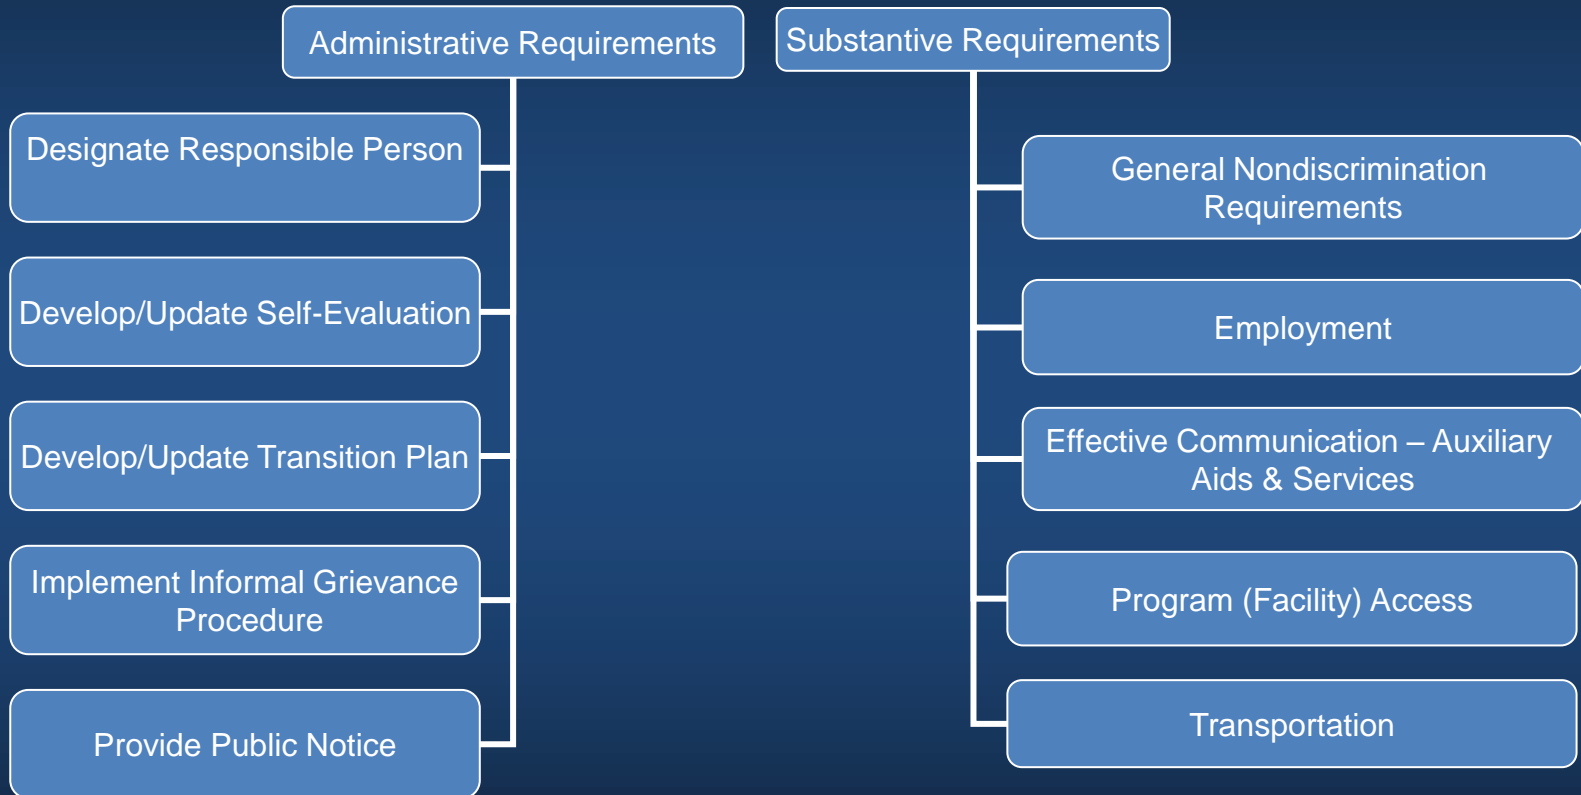 Administrative Requirements
Designate Responsible Person
Develop/Update Self-Evaluation
Develop/Update Transition Plan
Implement Informal Grievance
Procedure
Provide Public Notice
Substantive Requirements
General Nondiscrimination
Requirements
Employment
Effective Communication – Auxiliary
Aids & Services
Program (Facility) Access
Transportation